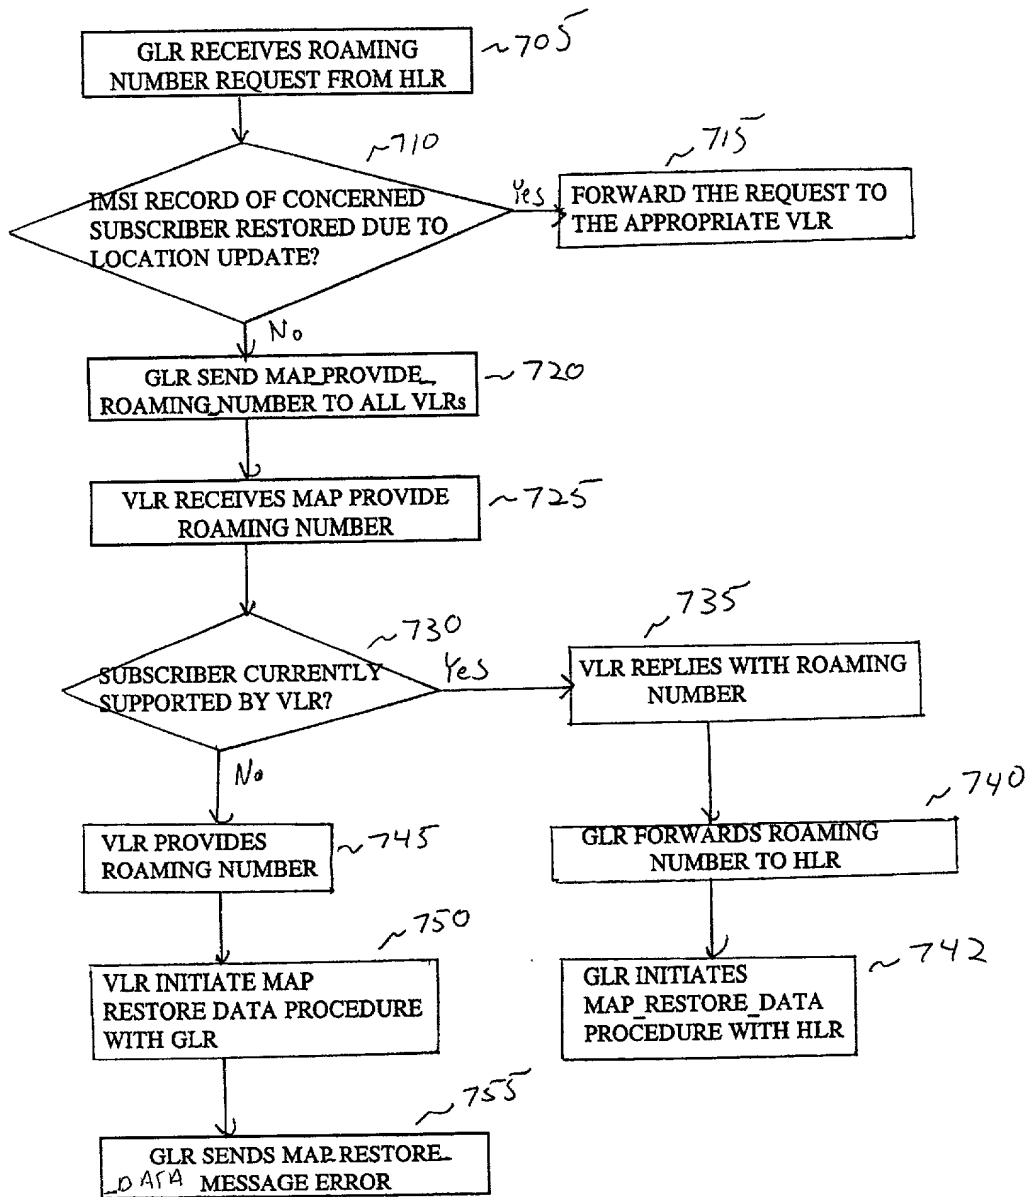 GLR RECEIVES ROAMING
NUMBER REQUEST FROM HLR
~705
~710
IMSI RECORD OF CONCERNED
SUBSCRIBER RESTORED DUE TO
LOCATION UPDATE?
Yes
~715
FORWARD THE REQUEST TO
THE APPROPRIATE VLR
No
GLR SEND MAP_PROVIDE_
ROAMING_NUMBER TO ALL VLRs
~720
VLR RECEIVES MAP PROVIDE
ROAMING NUMBER
~725
~730
SUBSCRIBER CURRENTLY
SUPPORTED BY VLR?
Yes
~735
VLR REPLIES WITH ROAMING
NUMBER
No
~740
GLR FORWARDS ROAMING
NUMBER TO HLR
VLR PROVIDES
ROAMING NUMBER
~745
~742
GLR INITIATES
MAP_RESTORE_DATA
PROCEDURE WITH HLR
~750
VLR INITIATE MAP
RESTORE DATA PROCEDURE
WITH GLR
~755
GLR SENDS MAP_RESTORE_
_DATA MESSAGE ERROR